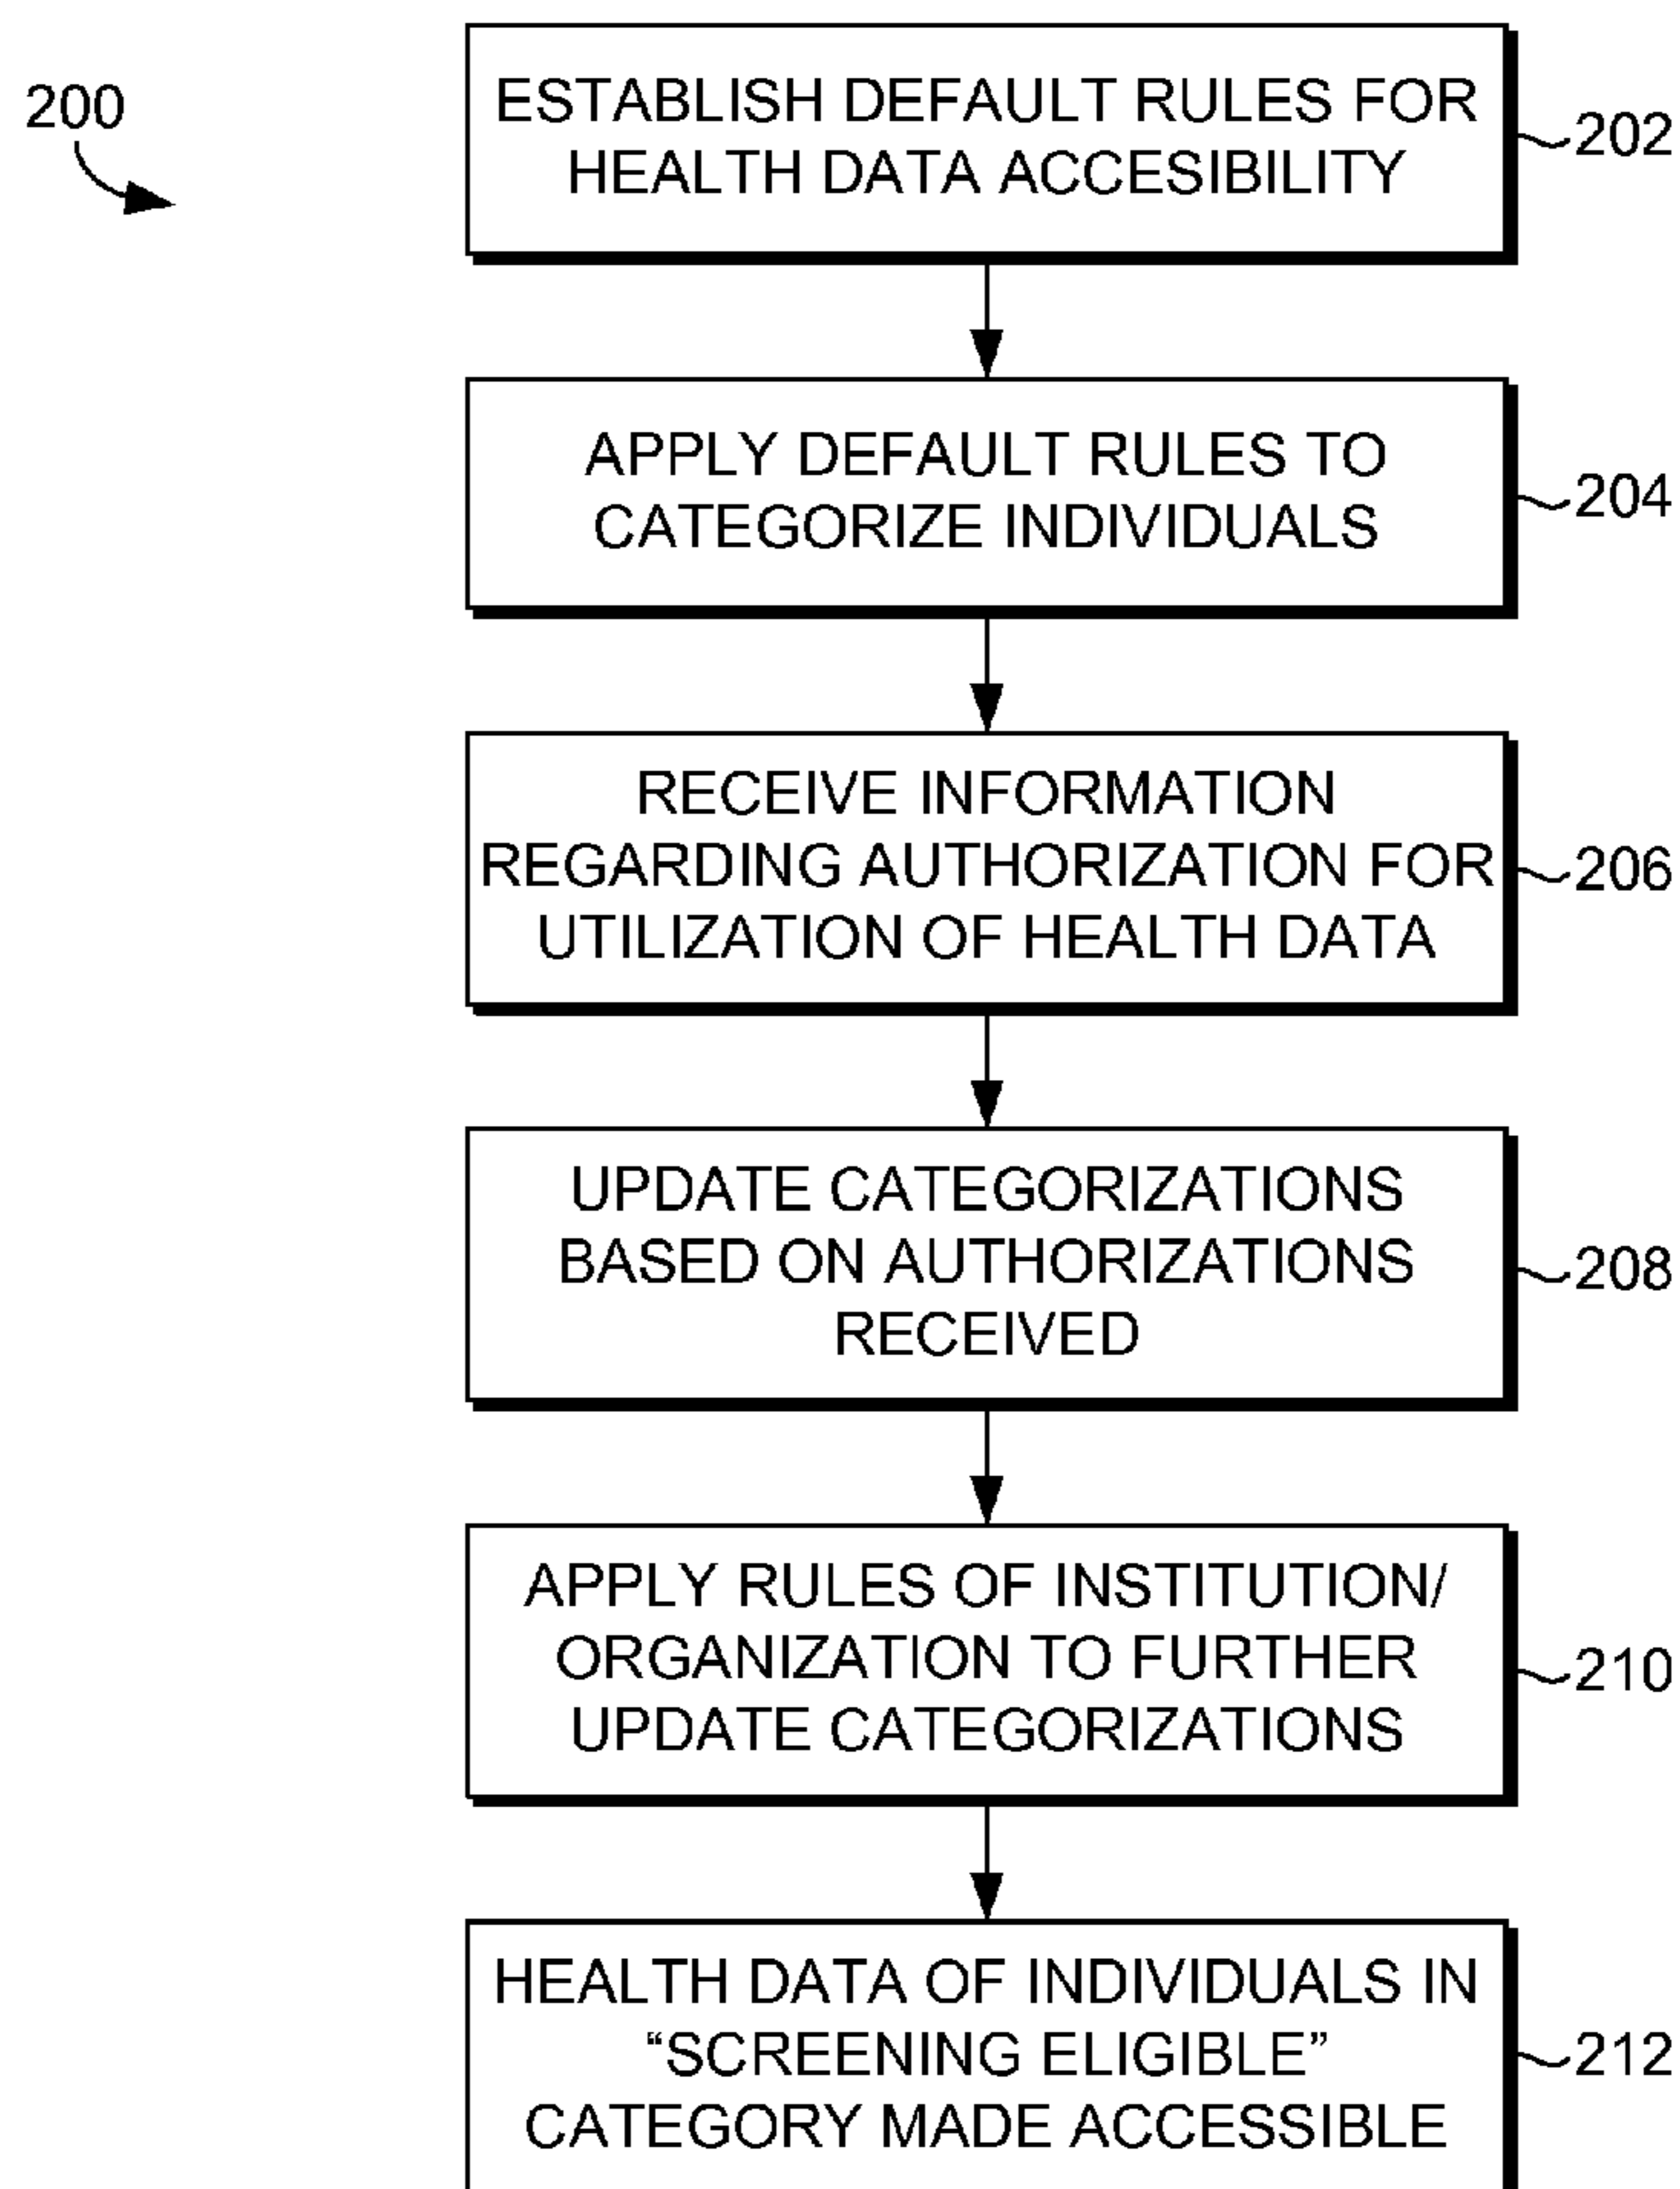 200
ESTABLISH DEFAULT RULES FOR
HEALTH DATA ACCESIBILITY
202
APPLY DEFAULT RULES TO
CATEGORIZE INDIVIDUALS
204
RECEIVE INFORMATION
REGARDING AUTHORIZATION FOR
UTILIZATION OF HEALTH DATA
206
UPDATE CATEGORIZATIONS
BASED ON AUTHORIZATIONS
RECEIVED
208
APPLY RULES OF INSTITUTION/
ORGANIZATION TO FURTHER
UPDATE CATEGORIZATIONS
210
HEALTH DATA OF INDIVIDUALS IN
“SCREENING ELIGIBLE”
CATEGORY MADE ACCESSIBLE
212